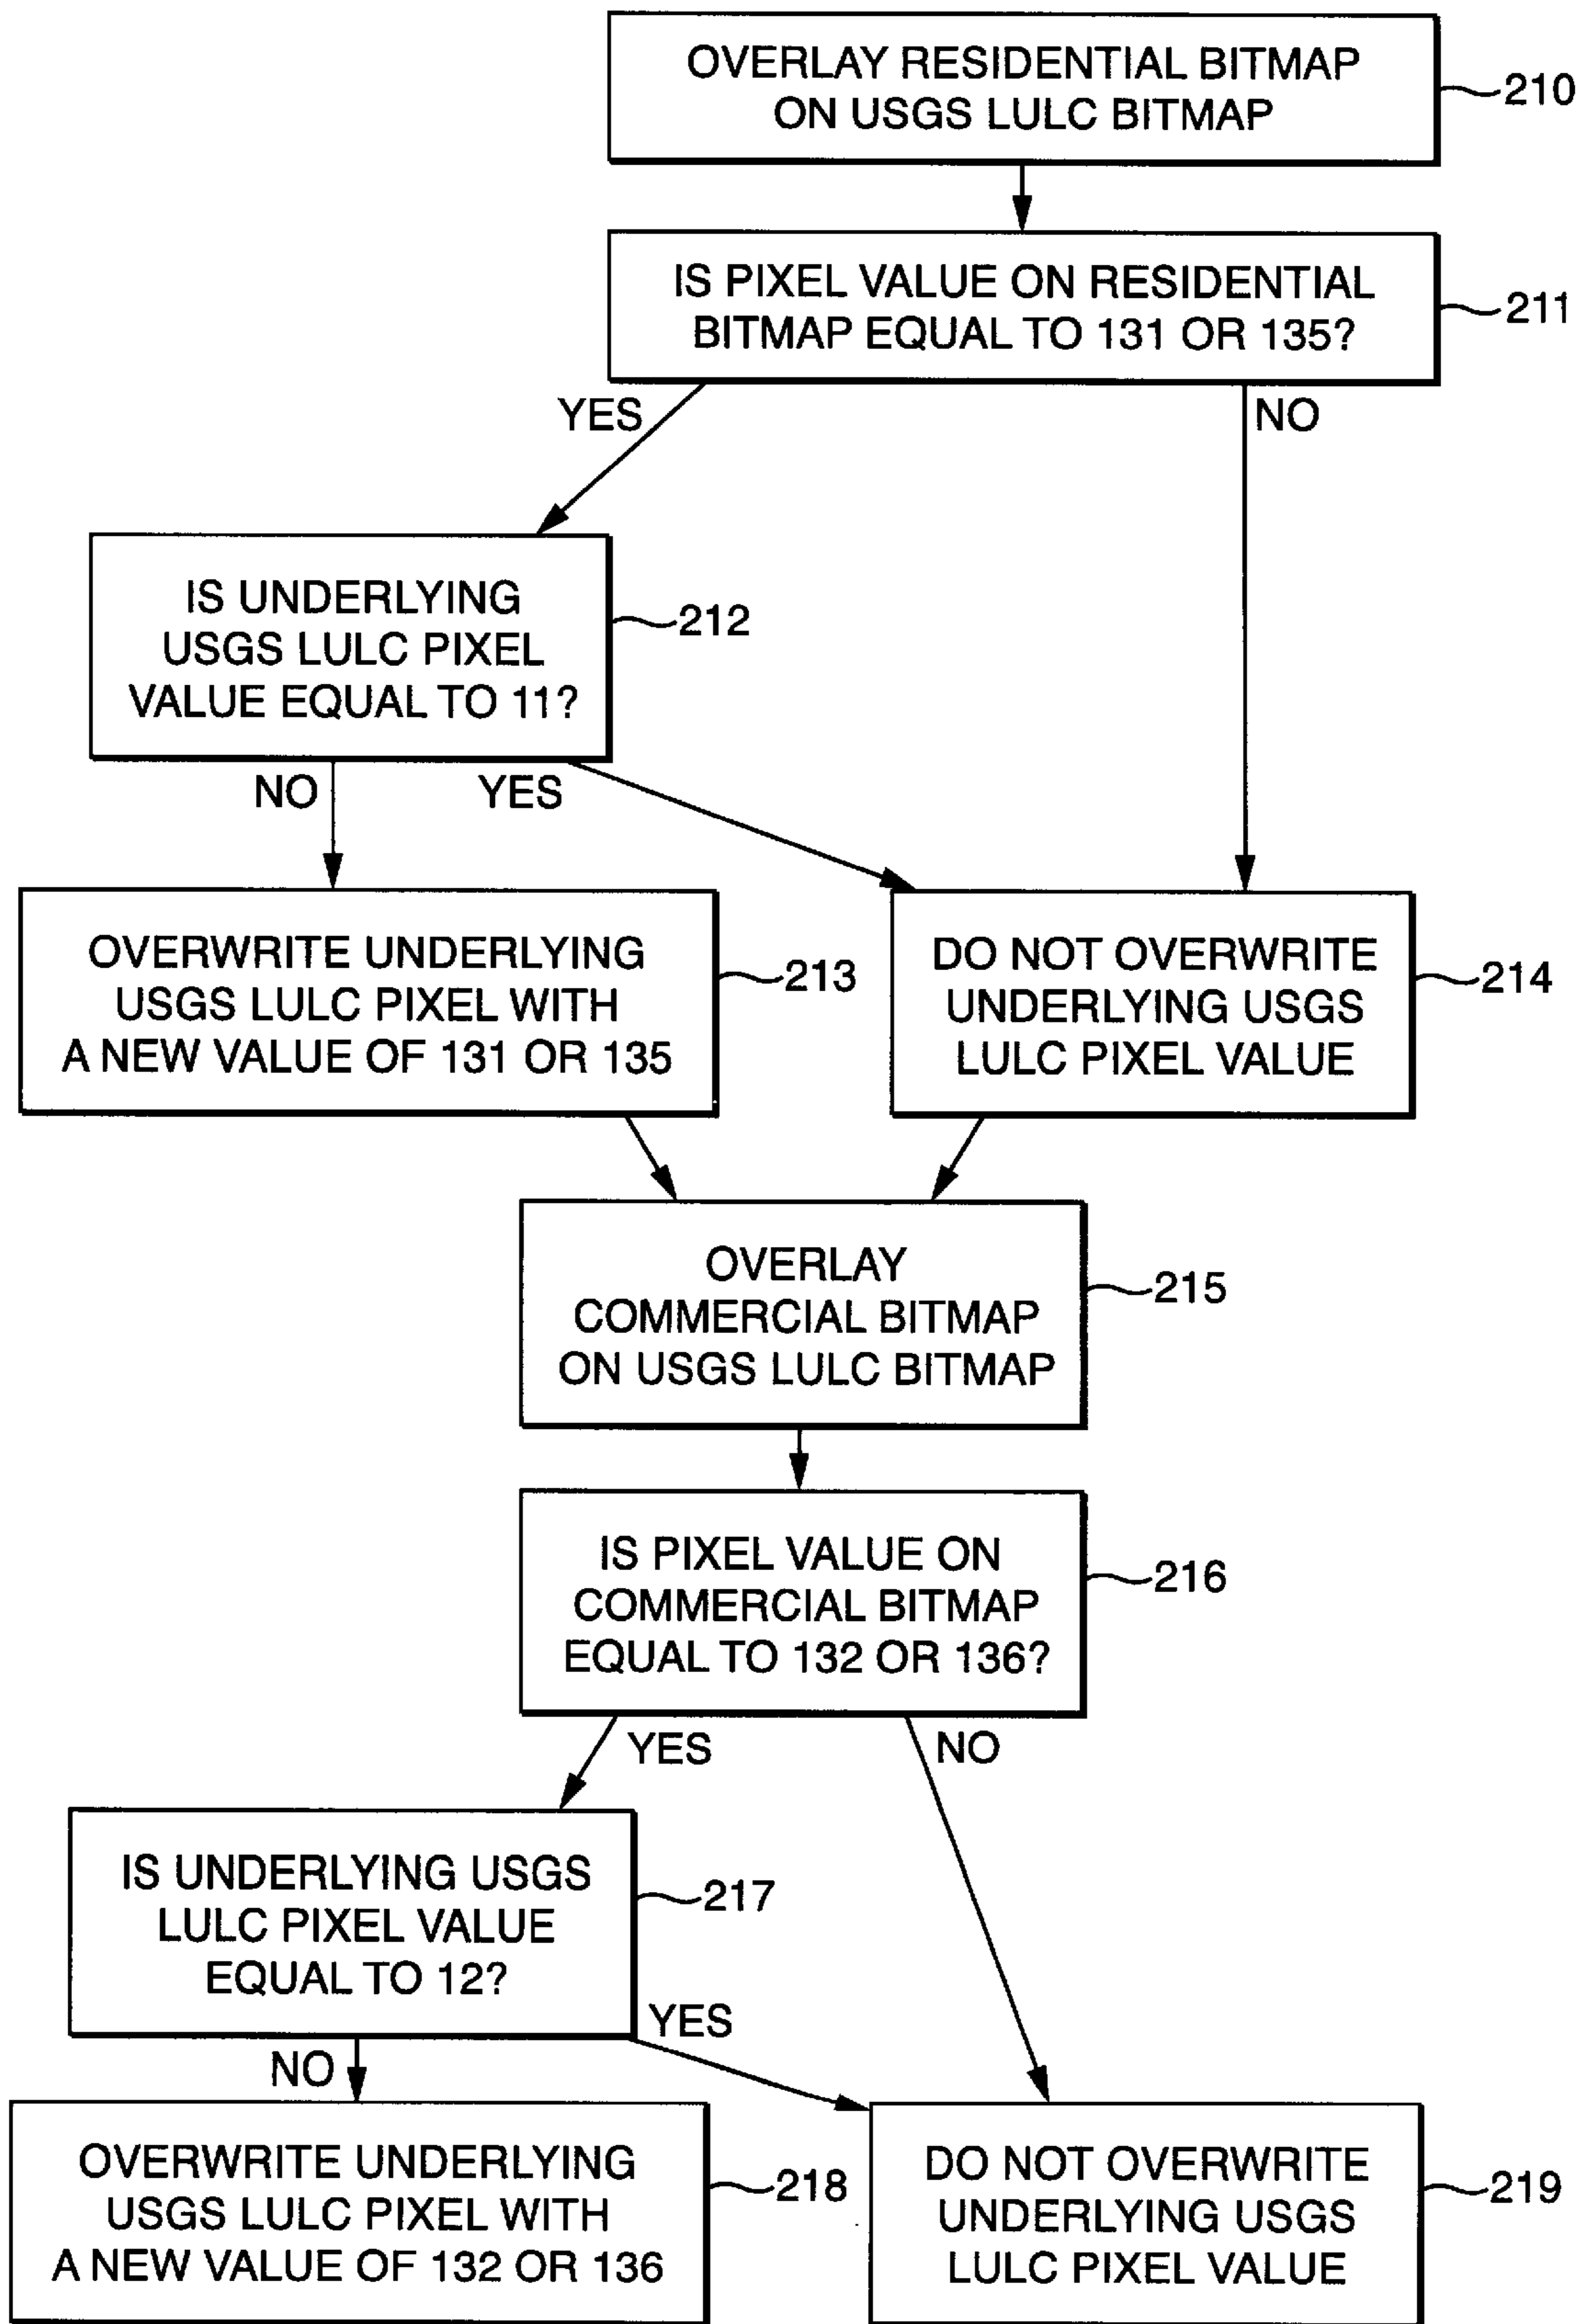 OVERLAY RESIDENTIAL BITMAP
ON USGS LULC BITMAP
210
IS PIXEL VALUE ON RESIDENTIAL
BITMAP EQUAL TO 131 OR 135?
211
YES
NO
IS UNDERLYING
USGS LULC PIXEL
VALUE EQUAL TO 11?
212
NO
YES
OVERWRITE UNDERLYING
USGS LULC PIXEL WITH
A NEW VALUE OF 131 OR 135
213
DO NOT OVERWRITE
UNDERLYING USGS
LULC PIXEL VALUE
214
OVERLAY
COMMERCIAL BITMAP
ON USGS LULC BITMAP
215
IS PIXEL VALUE ON
COMMERCIAL BITMAP
EQUAL TO 132 OR 136?
216
YES
NO
IS UNDERLYING USGS
LULC PIXEL VALUE
EQUAL TO 12?
217
YES
NO
OVERWRITE UNDERLYING
USGS LULC PIXEL WITH
A NEW VALUE OF 132 OR 136
218
DO NOT OVERWRITE
UNDERLYING USGS
LULC PIXEL VALUE
219